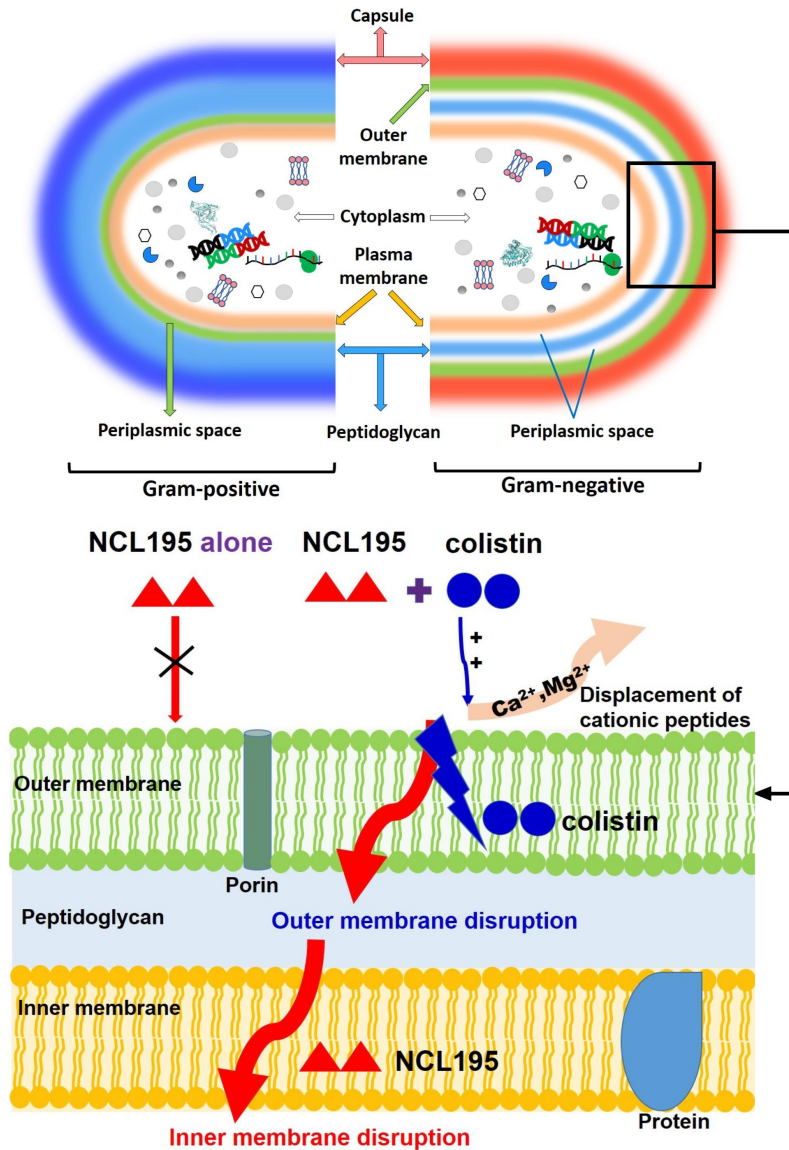 Capsule
Outer
membrane
Cytoplasm
Plasma
membrane
Periplasmic space
Peptidoglycan
Periplasmic space
Gram-positive
Gram-negative
NCL195 alone
NCL195
colistin
+
+
+
Ca²⁺,Mg²⁺
Displacement of
cationic peptides
Outer membrane
colistin
Porin
Peptidoglycan
Outer membrane disruption
Inner membrane
NCL195
Protein
Inner membrane disruption